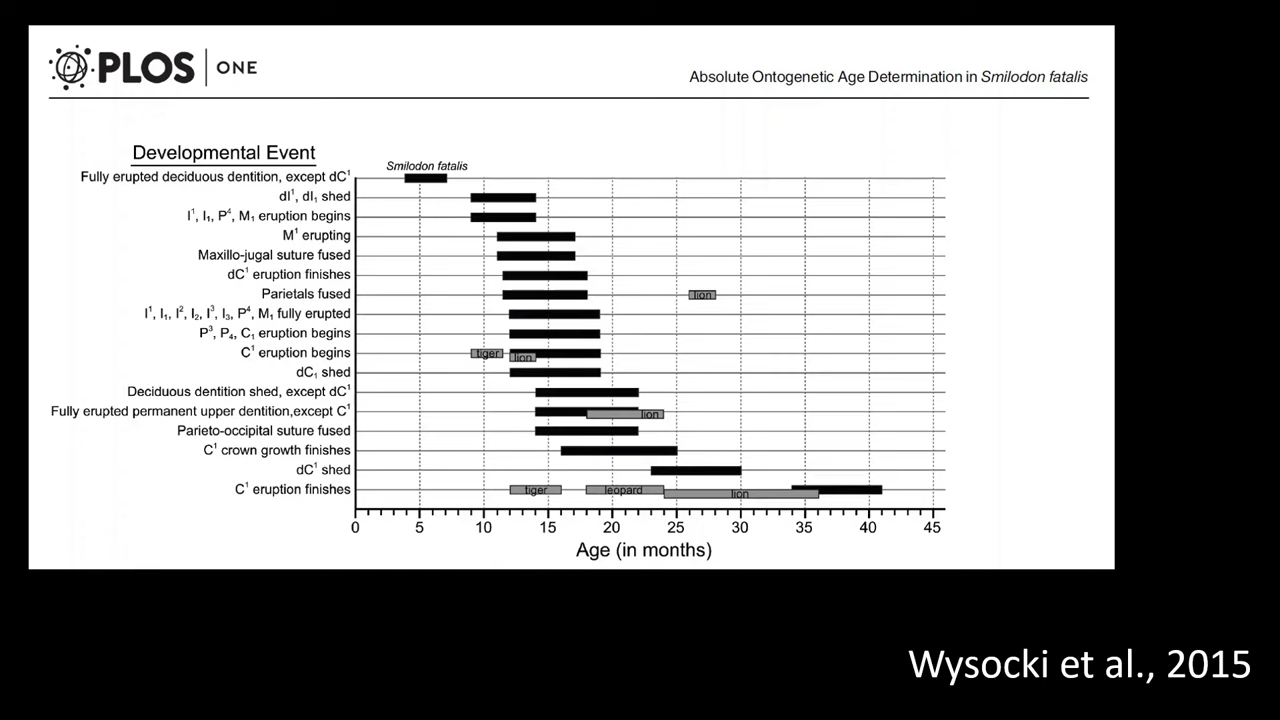 PLOS ONE
Absolute Ontogenetic Age Determination in Smilodon fatalis
Developmental Event
Smilodon fatalis
Fully erupted deciduous dentition, except dC¹
dI¹, dI₁ shed
I¹, I₁, P⁴, M₁ eruption begins
M¹ erupting
Maxillo-jugal suture fused
dC¹ eruption finishes
Parietals fused
lion
I¹, I₁, I², I₂, I³, I₃, P⁴, M₁ fully erupted
P³, P₄, C₁ eruption begins
C¹ eruption begins
tiger
lion
dC₁ shed
Deciduous dentition shed, except dC¹
Fully erupted permanent upper dentition,except C¹
lion
Parieto-occipital suture fused
C¹ crown growth finishes
dC¹ shed
C¹ eruption finishes
tiger
leopard
lion
0 5 10 15 20 25 30 35 40 45
Age (in months)
Wysocki et al., 2015